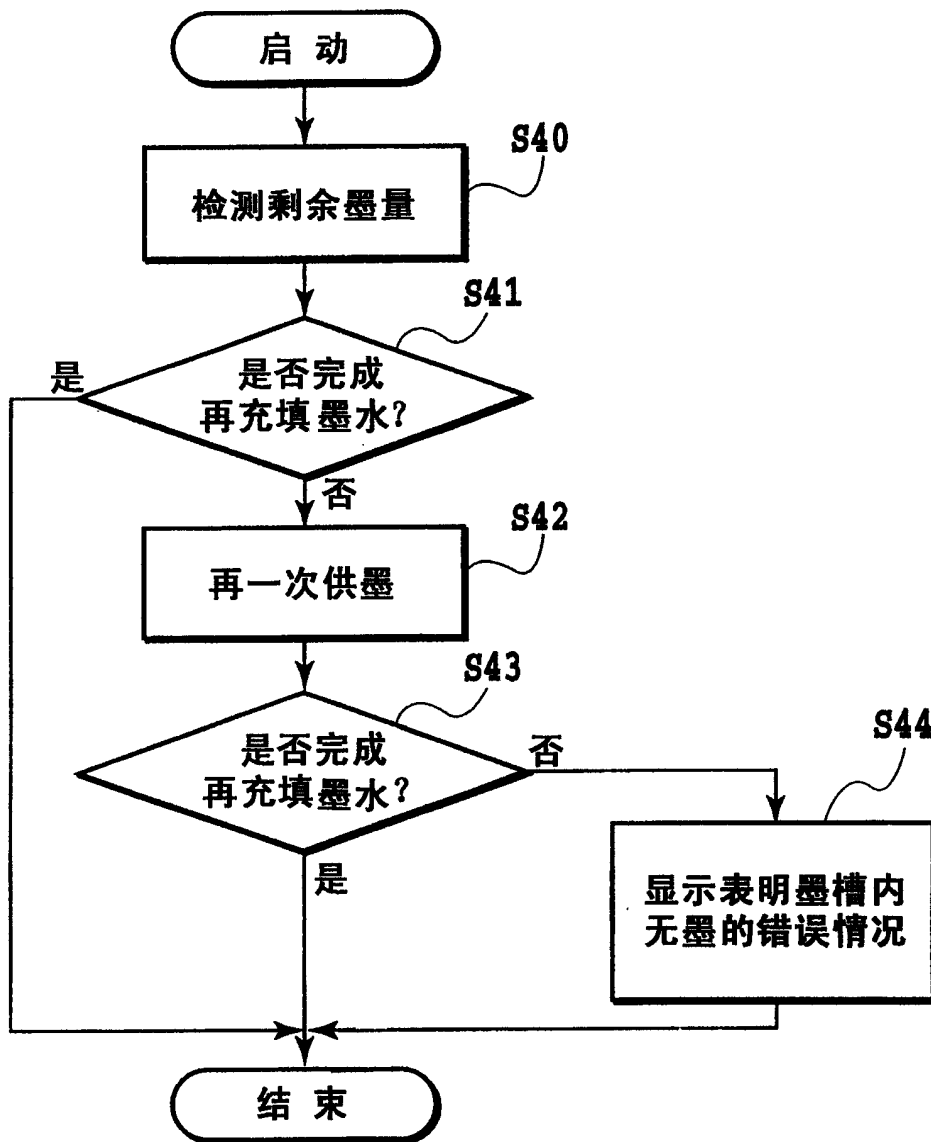 启动
S40
检测剩余墨量
S41
是
是否完成
再充填墨水?
否
S42
再一次供墨
S43
是否完成
再充填墨水?
否
S44
是
显示表明墨槽内
无墨的错误情况
结束